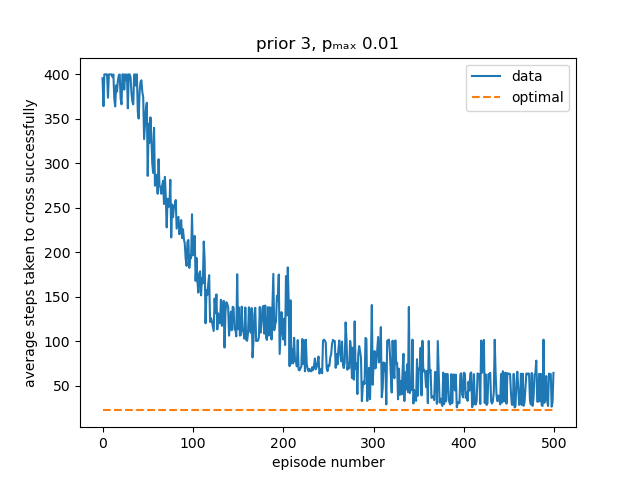 prior 3, pₘₐₓ 0.01
data
optimal
average steps taken to cross successfully
400
350
300
250
200
150
100
50
0
100
200
300
400
500
episode number